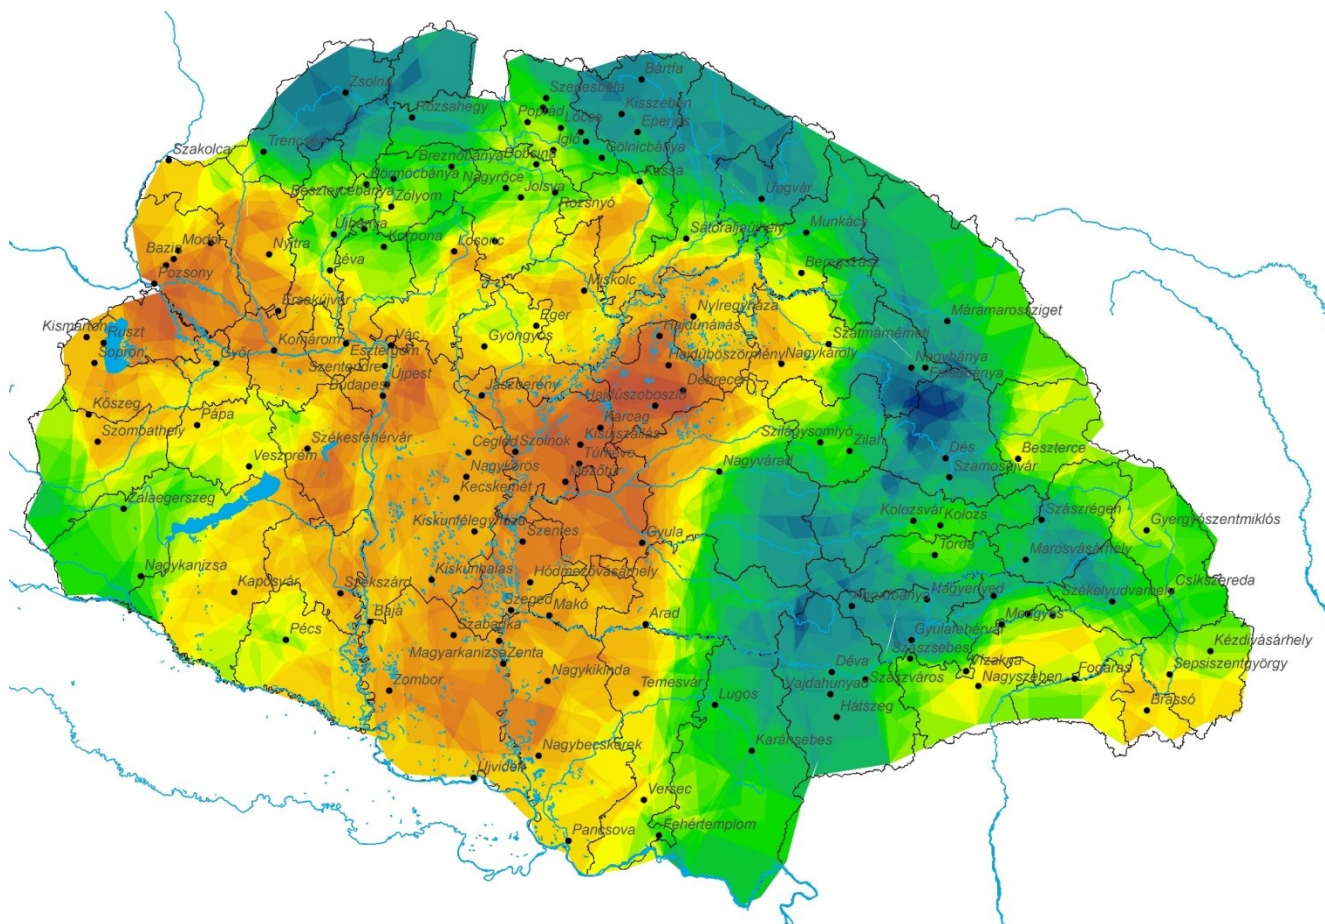 Zsolna
Bártfa
Szepesbéla
Rózsahegy
Poprád
Lőcse
Kisszeben
Eperjes
Trencsén
Szakolca
Igló
Dobsina
Gölnicbánya
Breznóbánya
Körmöcbánya
Besztercebánya
Nagyrőce
Jolsva
Kassa
Ungvár
Zólyom
Rozsnyó
Újbánya
Korpona
Losonc
Sátoraljaújhely
Munkács
Modor
Bazin
Nyitra
Léva
Beregszász
Pozsony
Miskolc
Érsekújvár
Nyíregyháza
Máramarossziget
Kismarton
Ruszt
Sopron
Győr
Komárom
Esztergom
Vác
Eger
Gyöngyös
Hajdúnánás
Szatmárnémeti
Szentendre
Újpest
Budapest
Hajdúböszörmény
Nagykároly
Nagybánya
Felsőbánya
Jászberény
Debrecen
Hajdúszoboszló
Kőszeg
Pápa
Karcag
Szombathely
Székesfehérvár
Cegléd
Szolnok
Kisújszállás
Túrkeve
Szilágysomlyó
Zilah
Dés
Beszterce
Veszprém
Nagykőrös
Mezőtúr
Nagyvárad
Szamosújvár
Kecskemét
Zalaegerszeg
Kiskunfélegyháza
Szentes
Gyula
Kolozsvár
Kolozs
Szászrégen
Gyergyószentmiklós
Torda
Marosvásárhely
Nagykanizsa
Kaposvár
Szekszárd
Kiskunhalas
Hódmezővásárhely
Abrudbánya
Nagyenyed
Székelyudvarhely
Csíkszereda
Baja
Szeged
Makó
Arad
Medgyes
Pécs
Szabadka
Gyulafehérvár
Magyarkanizsa
Zenta
Szászsebes
Kézdivásárhely
Zombor
Nagykikinda
Temesvár
Déva
Vajdahunyad
Szászváros
Vízakna
Nagyszeben
Fogaras
Sepsiszentgyörgy
Lugos
Hátszeg
Brassó
Nagybecskerek
Karánsebes
Újvidék
Versec
Pancsova
Fehértemplom